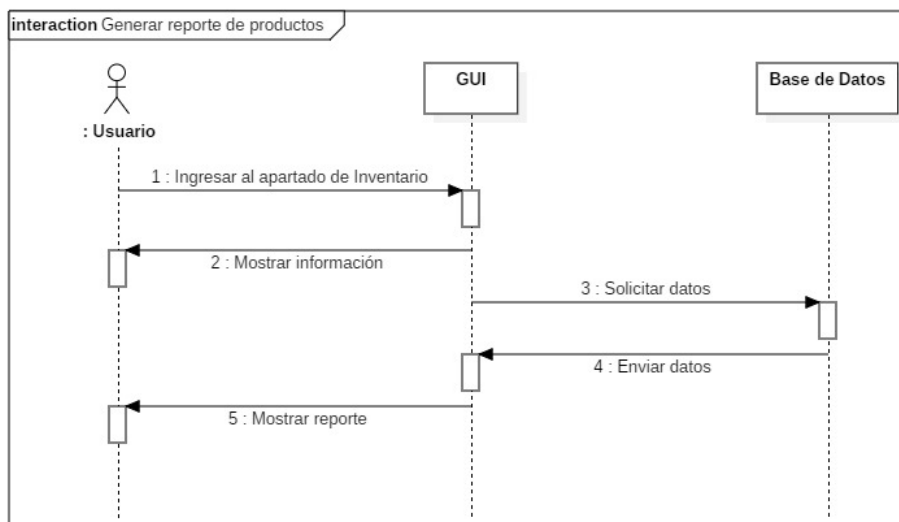 interaction Generar reporte de productos
: Usuario
GUI
Base de Datos
1 : Ingresar al apartado de Inventario
2 : Mostrar información
3 : Solicitar datos
4 : Enviar datos
5 : Mostrar reporte